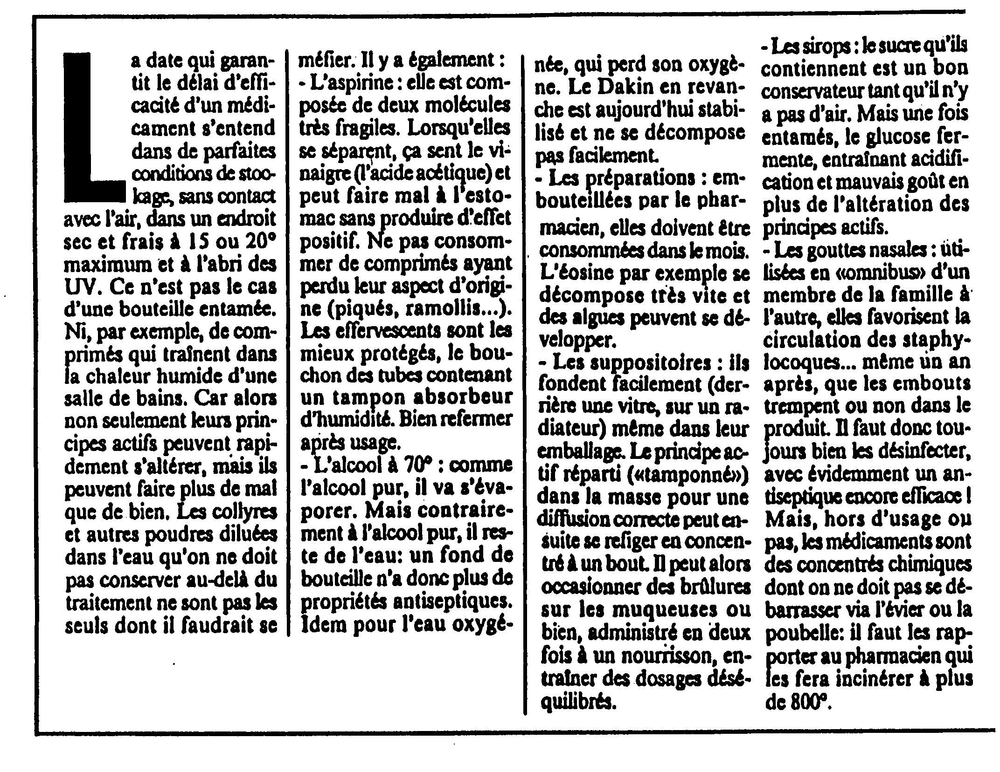 La date qui garan-
tit le délai d'effi-
cacité d'un médi-
cament s'entend
dans de parfaites
conditions de stoc-
kage, sans contact
avec l'air, dans un endroit
sec et frais à 15 ou 20°
maximum et à l'abri des
UV. Ce n'est pas le cas
d'une bouteille entamée.
Ni, par exemple, de com-
primés qui traînent dans
la chaleur humide d'une
salle de bains. Car alors
non seulement leurs prin-
cipes actifs peuvent rapi-
dement s'altérer, mais ils
peuvent faire plus de mal
que de bien. Les collyres
et autres poudres diluées
dans l'eau qu'on ne doit
pas conserver au-delà du
traitement ne sont pas les
seuls dont il faudrait se
méfier. Il y a également :
- L'aspirine : elle est com-
posée de deux molécules
très fragiles. Lorsqu'elles
se séparent, ça sent le vi-
naigre (l'acide acétique) et
peut faire mal à l'esto-
mac sans produire d'effet
positif. Ne pas consom-
mer de comprimés ayant
perdu leur aspect d'origi-
ne (piqués, ramollis...).
Les effervescents sont les
mieux protégés, le bou-
chon des tubes contenant
un tampon absorbeur
d'humidité. Bien refermer
après usage.
- L'alcool à 70° : comme
l'alcool pur, il va s'éva-
porer. Mais contraire-
ment à l'alcool pur, il res-
te de l'eau: un fond de
bouteille n'a donc plus de
propriétés antiseptiques.
Idem pour l'eau oxygé-
née, qui perd son oxygè-
ne. Le Dakin en revan-
che est aujourd'hui stabi-
lisé et ne se décompose
pas facilement.
- Les préparations : em-
bouteillées par le phar-
macien, elles doivent être
consommées dans le mois.
L'éosine par exemple se
décompose très vite et
des algues peuvent se dé-
velopper.
- Les suppositoires : ils
fondent facilement (der-
rière une vitre, sur un ra-
diateur) même dans leur
emballage. Le principe ac-
tif réparti («tamponné»)
dans la masse pour une
diffusion correcte peut en-
suite se refiger en concen-
tré à un bout. Il peut alors
occasionner des brûlures
sur les muqueuses ou
bien, administré en deux
fois à un nourrisson, en-
traîner des dosages désé-
quilibrés.
- Les sirops : le sucre qu'ils
contiennent est un bon
conservateur tant qu'il n'y
a pas d'air. Mais une fois
entamés, le glucose fer-
mente, entraînant acidifi-
cation et mauvais goût en
plus de l'altération des
principes actifs.
- Les gouttes nasales : uti-
lisées en «omnibus» d'un
membre de la famille à
l'autre, elles favorisent la
circulation des staphy-
locoques... même un an
après, que les embouts
trempent ou non dans le
produit. Il faut donc tou-
jours bien les désinfecter,
avec évidemment un an-
tiseptique encore efficace !
Mais, hors d'usage ou
pas, les médicaments sont
des concentrés chimiques
dont on ne doit pas se dé-
barrasser via l'évier ou la
poubelle: il faut les rap-
porter au pharmacien qui
les fera incinérer à plus
de 800°.